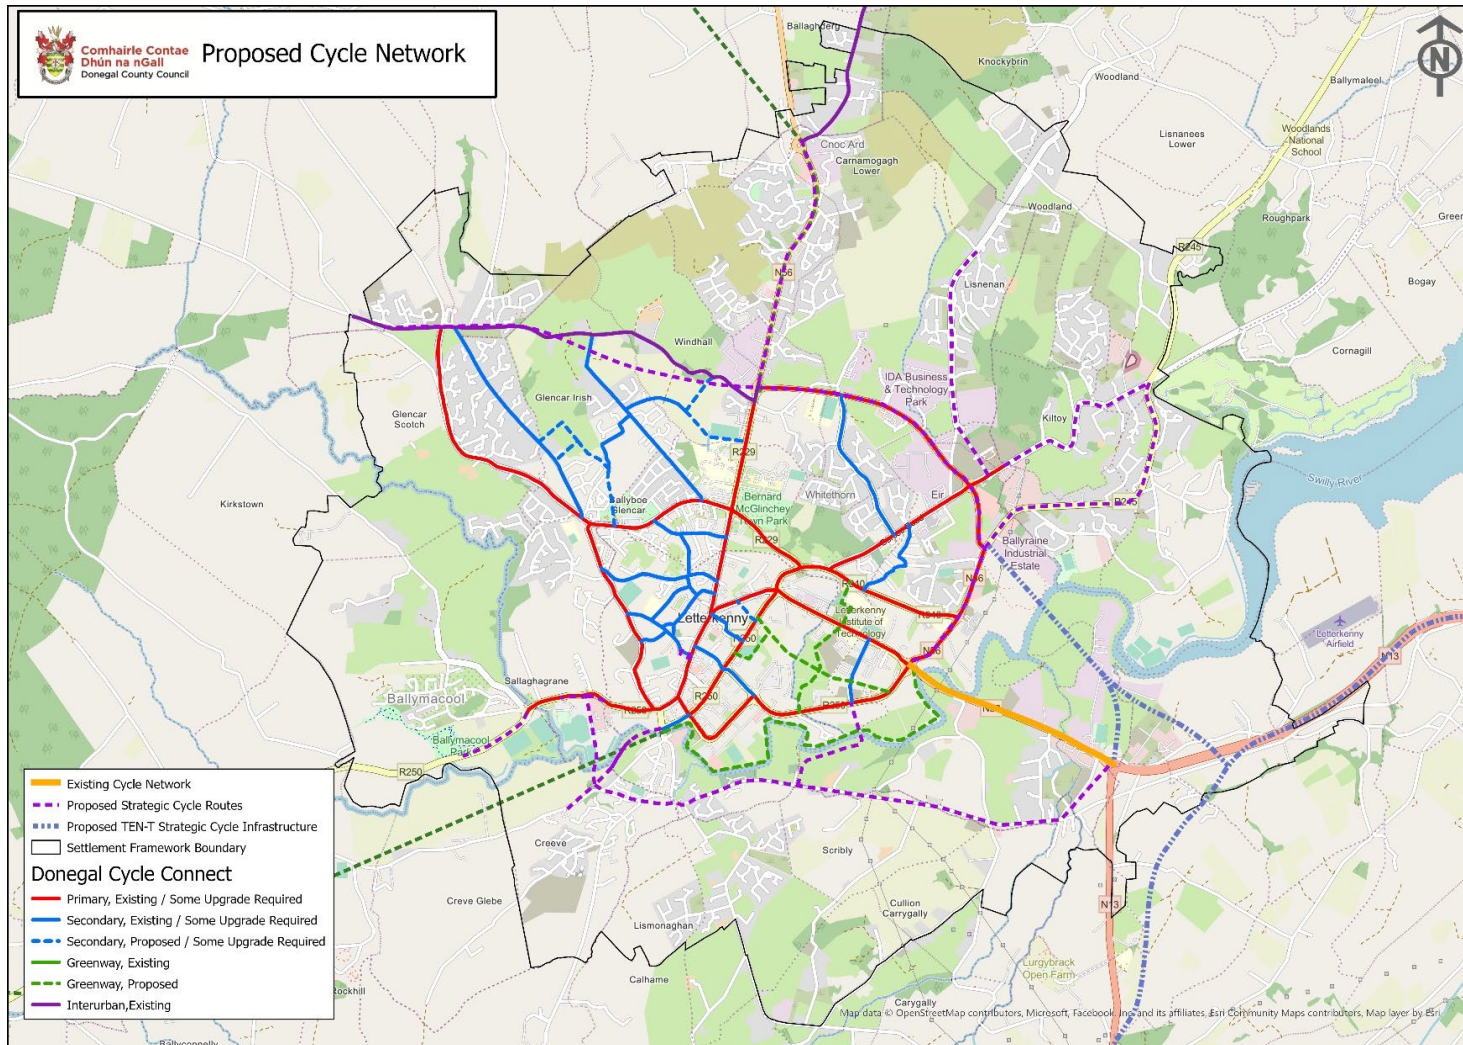 Comhairle Contae
Dhún na nGall
Donegal County Council
Proposed Cycle Network
N
Ballaghderg
Knockybrin
Woodland
Ballymaleel
Cnoc Ard
Carnamogagh
Lower
Lisnanees
Lower
Woodlands
National
School
Woodland
Roughpark
R245
N56
Lisnenan
Bogay
Windhall
Cornagill
IDA Business
& Technology
Park
Glencar Irish
Glencar
Scotch
Kiltoy
R229
Swilly River
Kirkstown
Ballyboe
Glencar
Bernard
McGlinchey
Town Park
Whitethorn
Eir
R245
R229
Ballyraine
Industrial
Estate
R940
N56
Letterkenny
Letterkenny
Institute of
Technology
Letterkenny
Airfield
N13
R250
N56
Sallaghagrane
Ballymacool
R250
R250
Ballymacool
Park
R250
Creeve
Scribly
Creve Glebe
Cullion
Carrygally
N13
Lismonaghan
Lurgybrack
Open Farm
Calhame
Rockhill
Carygally
Ballyconnelly
Existing Cycle Network
Proposed Strategic Cycle Routes
Proposed TEN-T Strategic Cycle Infrastructure
Settlement Framework Boundary
Donegal Cycle Connect
Primary, Existing / Some Upgrade Required
Secondary, Existing / Some Upgrade Required
Secondary, Proposed / Some Upgrade Required
Greenway, Existing
Greenway, Proposed
Interurban,Existing
Map data © OpenStreetMap contributors, Microsoft, Facebook, Inc. and its affiliates, Esri Community Maps contributors, Map layer by Esri